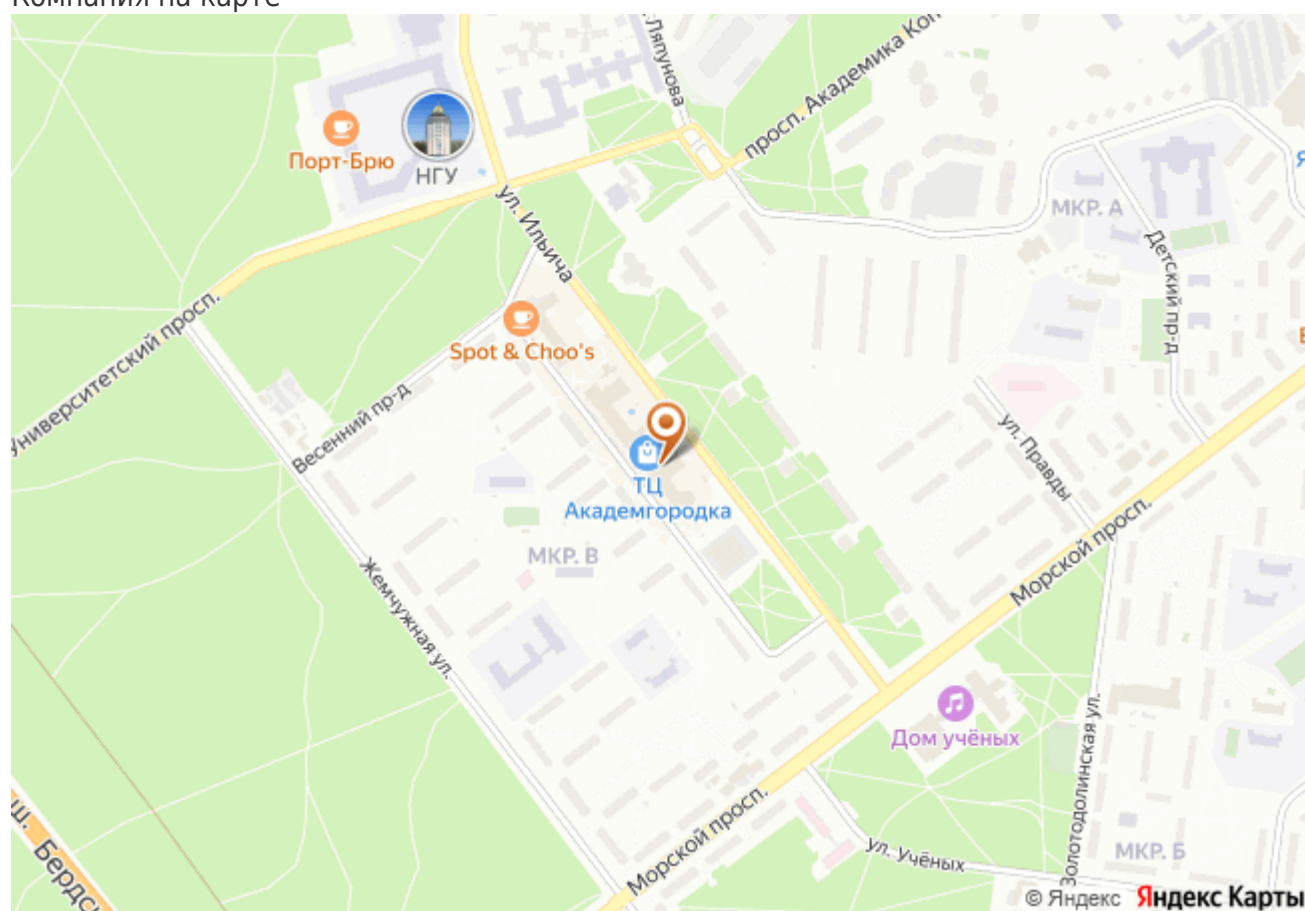 Компания на карте
Ляпунова
просп. Академика Коп
Порт-Брю
НГУ
МКР. А
ул. Ильича
Детский пр-д
Университетский просп.
Spot & Choo's
Весенний пр-д
ул. Правды
ТЦ
Академгородка
Морской просп.
МКР. В
Жемчужная ул.
Дом учёных
Золотодолинская ул.
Морской просп.
ул. Учёных
МКР. Б
ш. Бердс
© Яндекс Яндекс Карты